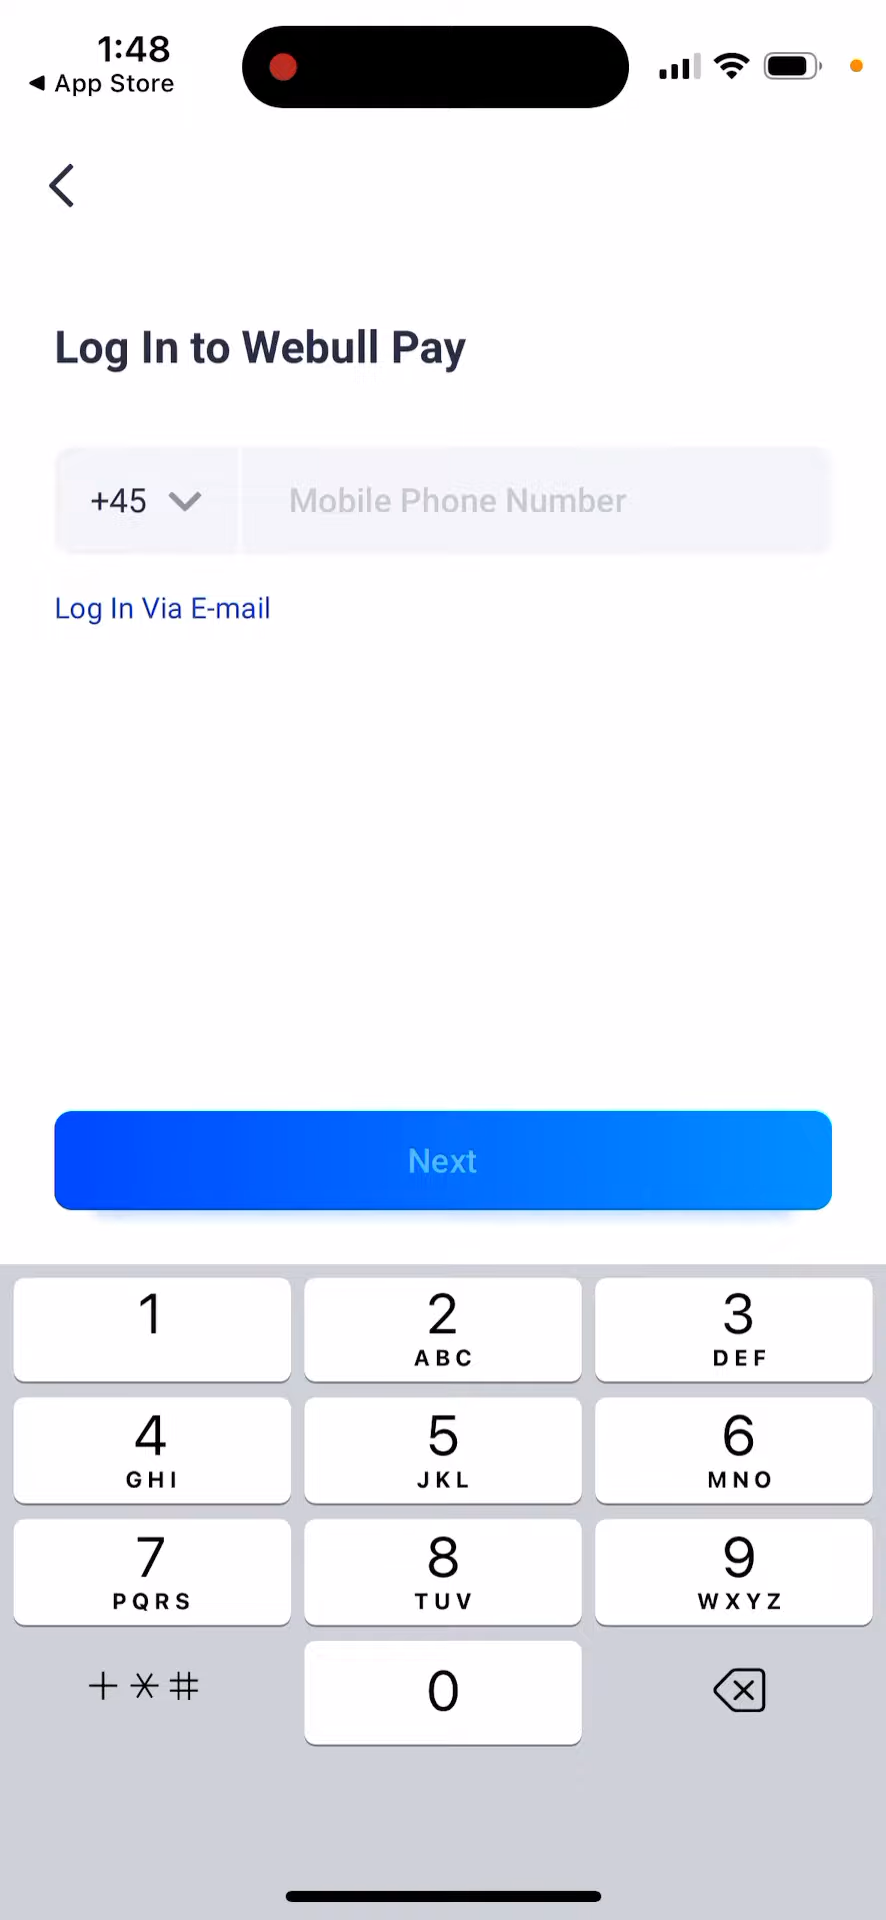 1:48
◀ App Store
Log In to Webull Pay
+45
Mobile Phone Number
Log In Via E-mail
Next
1
2
ABC
3
DEF
4
GHI
5
JKL
6
MNO
7
PQRS
8
TUV
9
WXYZ
+*#
0